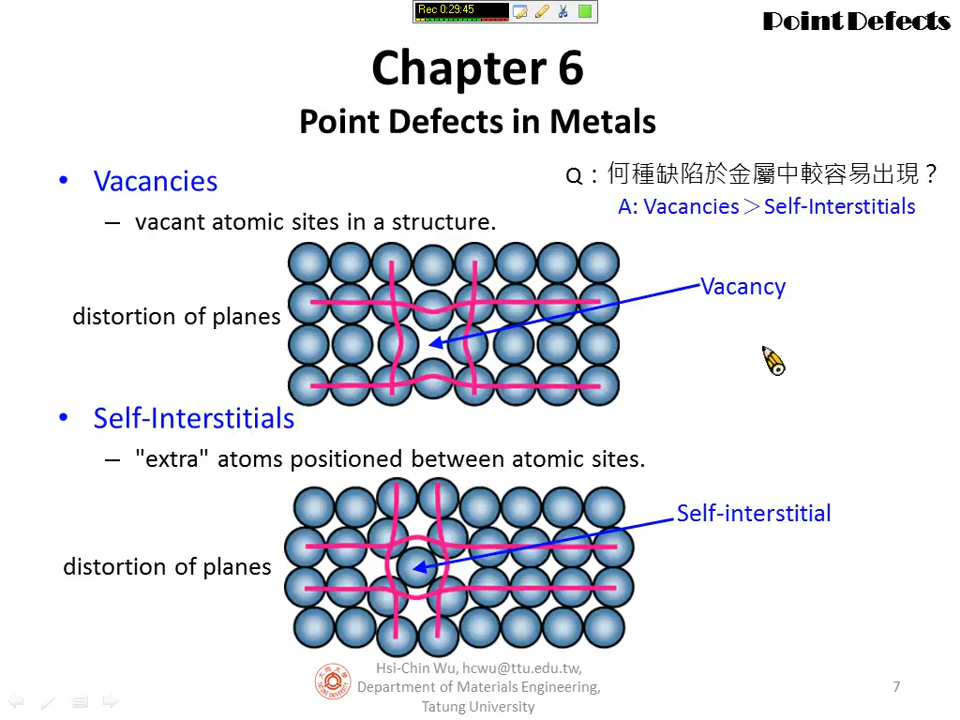 Rec 0:29:45
Point Defects
Chapter 6
Point Defects in Metals
• Vacancies
Q：何種缺陷於金屬中較容易出現？
A: Vacancies＞Self-Interstitials
– vacant atomic sites in a structure.
Vacancy
distortion of planes
• Self-Interstitials
– "extra" atoms positioned between atomic sites.
Self-interstitial
distortion of planes
Hsi-Chin Wu, hcwu@ttu.edu.tw,
Department of Materials Engineering,
Tatung University
7